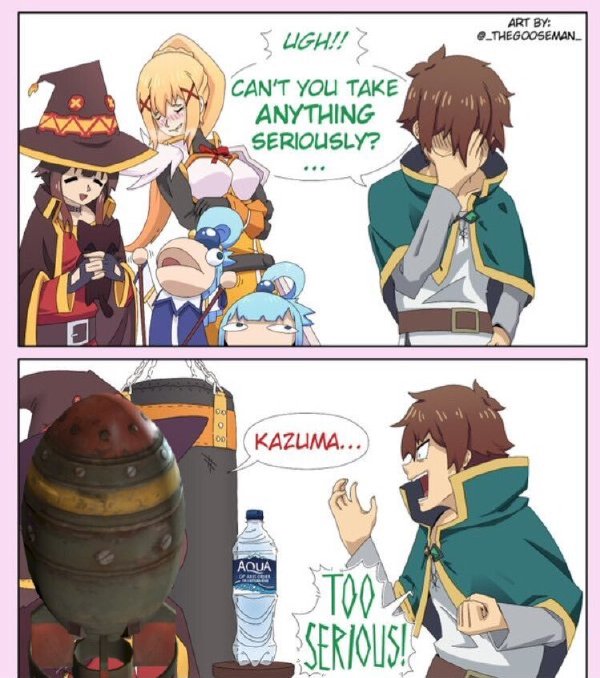 ART BY:
@_THEGOOSEMAN_
UGH!!
CAN'T YOU TAKE
ANYTHING
SERIOUSLY?
...
KAZUMA...
AQUA
TOO
SERIOUS!